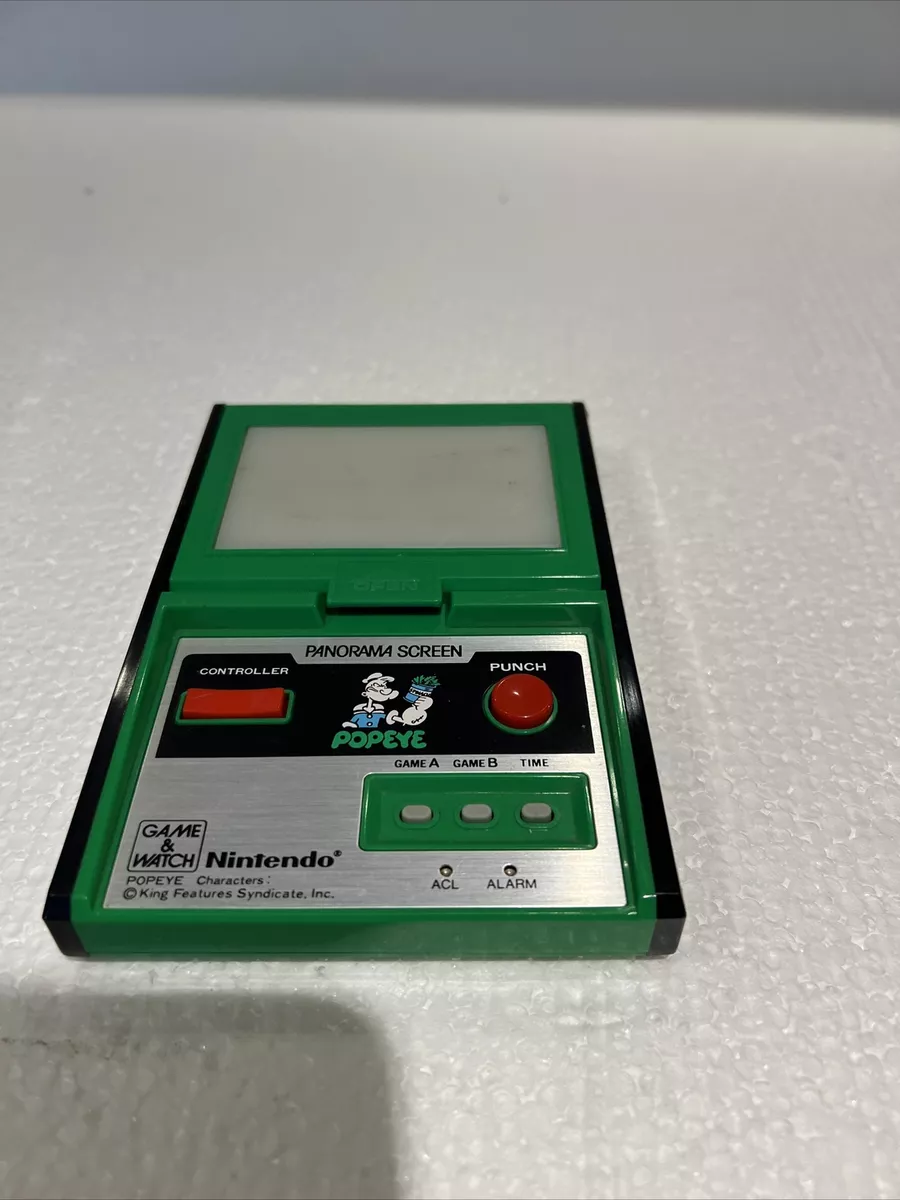 OPEN
PANORAMA SCREEN
CONTROLLER
PUNCH
POPEYE
GAME A GAME B TIME
GAME
&
WATCH
Nintendo®
ACL ALARM
POPEYE Characters:
© King Features Syndicate, Inc.